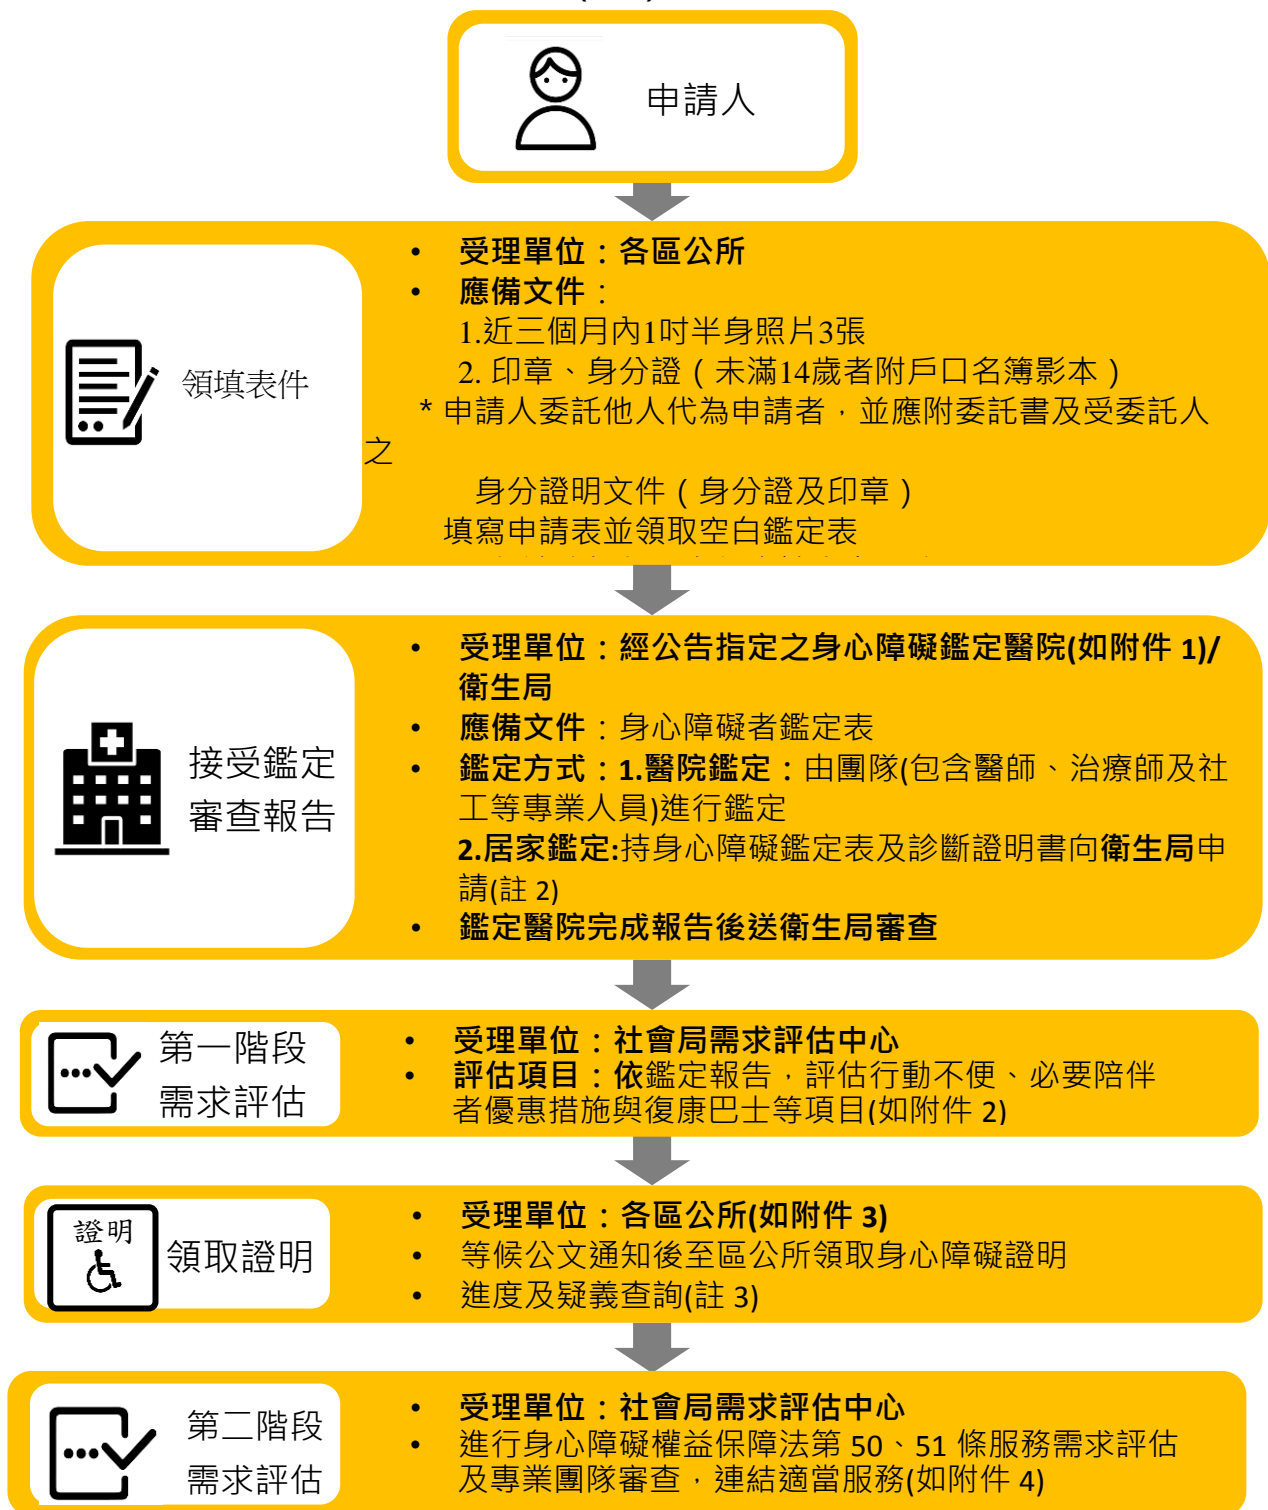 申請人
領填表件
• 受理單位：各區公所
• 應備文件：
1.近三個月內1吋半身照片3張
2. 印章、身分證（未滿14歲者附戶口名簿影本）
* 申請人委託他人代為申請者，並應附委託書及受委託人
之
身分證明文件（身分證及印章）
填寫申請表並領取空白鑑定表
接受鑑定
審查報告
• 受理單位：經公告指定之身心障礙鑑定醫院(如附件 1)/
衛生局
• 應備文件：身心障礙者鑑定表
• 鑑定方式：1.醫院鑑定：由團隊(包含醫師、治療師及社
工等專業人員)進行鑑定
2.居家鑑定:持身心障礙鑑定表及診斷證明書向衛生局申
請(註 2)
• 鑑定醫院完成報告後送衛生局審查
第一階段
需求評估
• 受理單位：社會局需求評估中心
• 評估項目：依鑑定報告，評估行動不便、必要陪伴
者優惠措施與復康巴士等項目(如附件 2)
證明
領取證明
• 受理單位：各區公所(如附件 3)
• 等候公文通知後至區公所領取身心障礙證明
• 進度及疑義查詢(註 3)
第二階段
需求評估
• 受理單位：社會局需求評估中心
• 進行身心障礙權益保障法第 50、51 條服務需求評估
及專業團隊審查，連結適當服務(如附件 4)